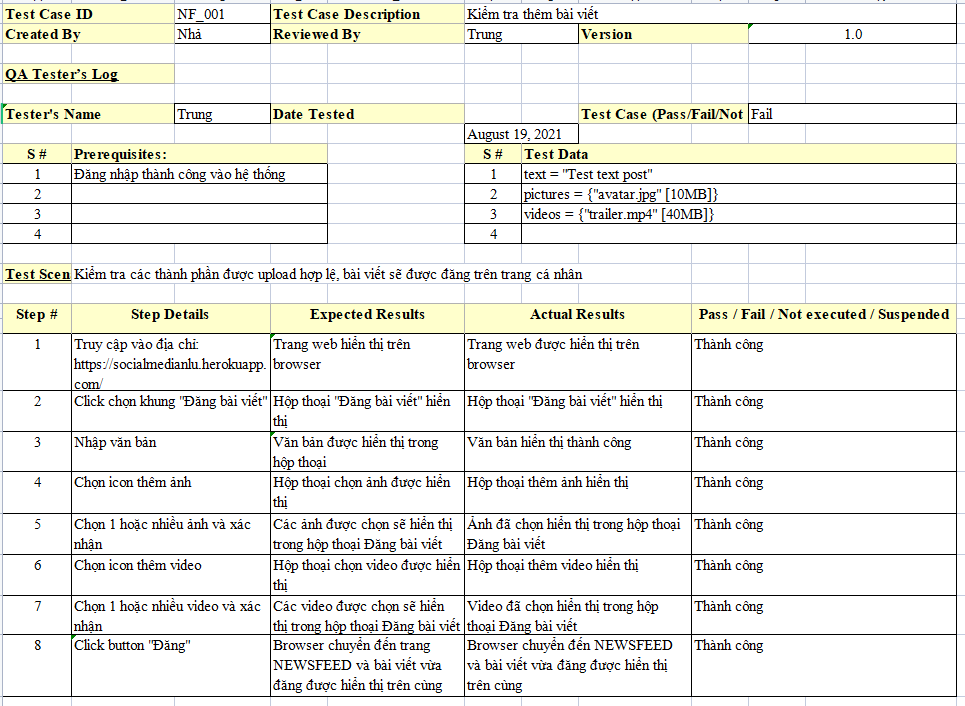 Test Case ID NF_001 Test Case Description Kiểm tra thêm bài viết
Created By Nhả Reviewed By Trung Version 1.0
QA Tester's Log
Tester's Name Trung Date Tested Test Case (Pass/Fail/Not Fail
August 19, 2021
S # Prerequisites: S # Test Data
1 Đăng nhập thành công vào hệ thống 1 text = "Test text post"
2 2 pictures = {"avatar.jpg" [10MB]}
3 3 videos = {"trailer.mp4" [40MB]}
4 4
Test Scen Kiểm tra các thành phần được upload hợp lệ, bài viết sẽ được đăng trên trang cá nhân
Step # Step Details Expected Results Actual Results Pass / Fail / Not executed / Suspended
1 Truy cập vào địa chỉ: Trang web hiển thị trên Trang web được hiển thị trên Thành công
https://socialmedianlu.herokuapp. browser browser
com/
2 Click chọn khung "Đăng bài viết" Hộp thoại "Đăng bài viết" hiển Hộp thoại "Đăng bài viết" hiển thị Thành công
thị
3 Nhập văn bản Văn bản được hiển thị trong Văn bản hiển thị thành công Thành công
hộp thoại
4 Chọn icon thêm ảnh Hộp thoại chọn ảnh được hiển Hộp thoại thêm ảnh hiển thị Thành công
thị
5 Chọn 1 hoặc nhiều ảnh và xác Các ảnh được chọn sẽ hiển thị Ảnh đã chọn hiển thị trong hộp thoại Thành công
nhận trong hộp thoại Đăng bài viết Đăng bài viết
6 Chọn icon thêm video Hộp thoại chọn video được hiển Hộp thoại thêm video hiển thị Thành công
thị
7 Chọn 1 hoặc nhiều video và xác Các video được chọn sẽ hiển Video đã chọn hiển thị trong hộp Thành công
nhận thị trong hộp thoại Đăng bài viết thoại Đăng bài viết
8 Click button "Đăng" Browser chuyển đến trang Browser chuyển đến NEWSFEED Thành công
NEWSFEED và bài viết vừa và bài viết vừa đăng được hiển thị
đăng được hiển thị trên cùng trên cùng